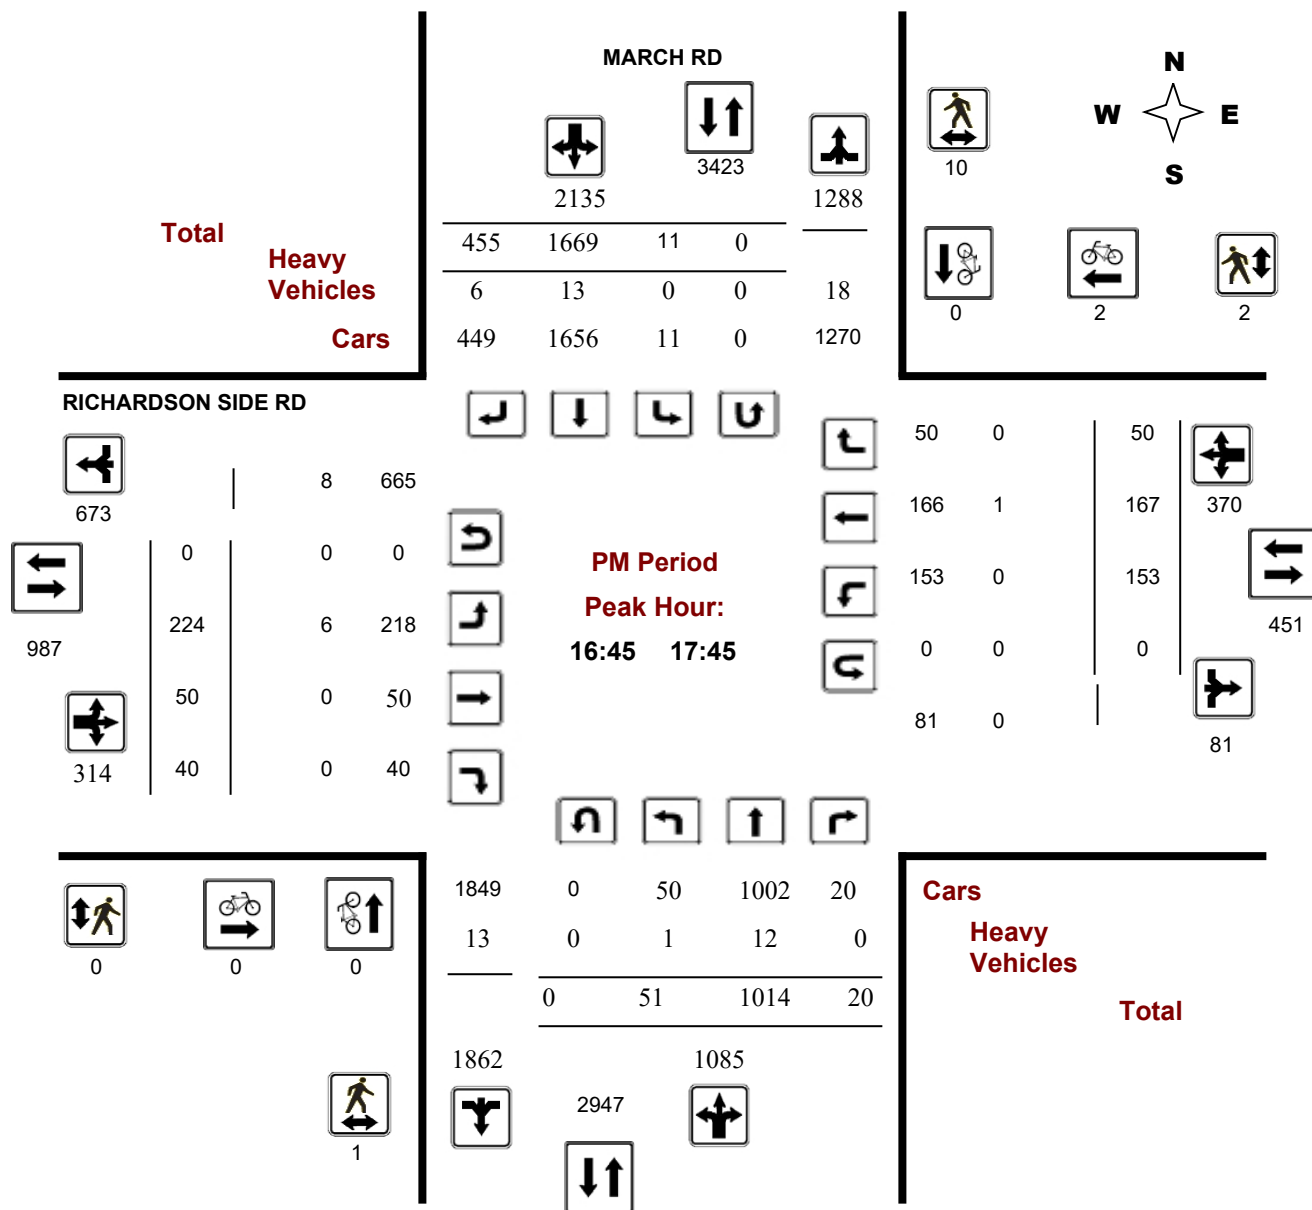 MARCH RD
N
W E
S
3423
10
2135 1288
Total 455 1669 11 0
Heavy
Vehicles 6 13 0 0 18
0 2 2
Cars 449 1656 11 0 1270
RICHARDSON SIDE RD
50 0 50
8 665
673 166 1 167 370
0 0 0
PM Period
153 0 153
Peak Hour:
224 6 218 451
987 16:45 17:45 0 0 0
50 0 50
81 0
81
314 40 0 40
1849 0 50 1002 20 Cars
13 0 1 12 0 Heavy
Vehicles
0 0 0
0 51 1014 20 Total
1862 1085
2947
1